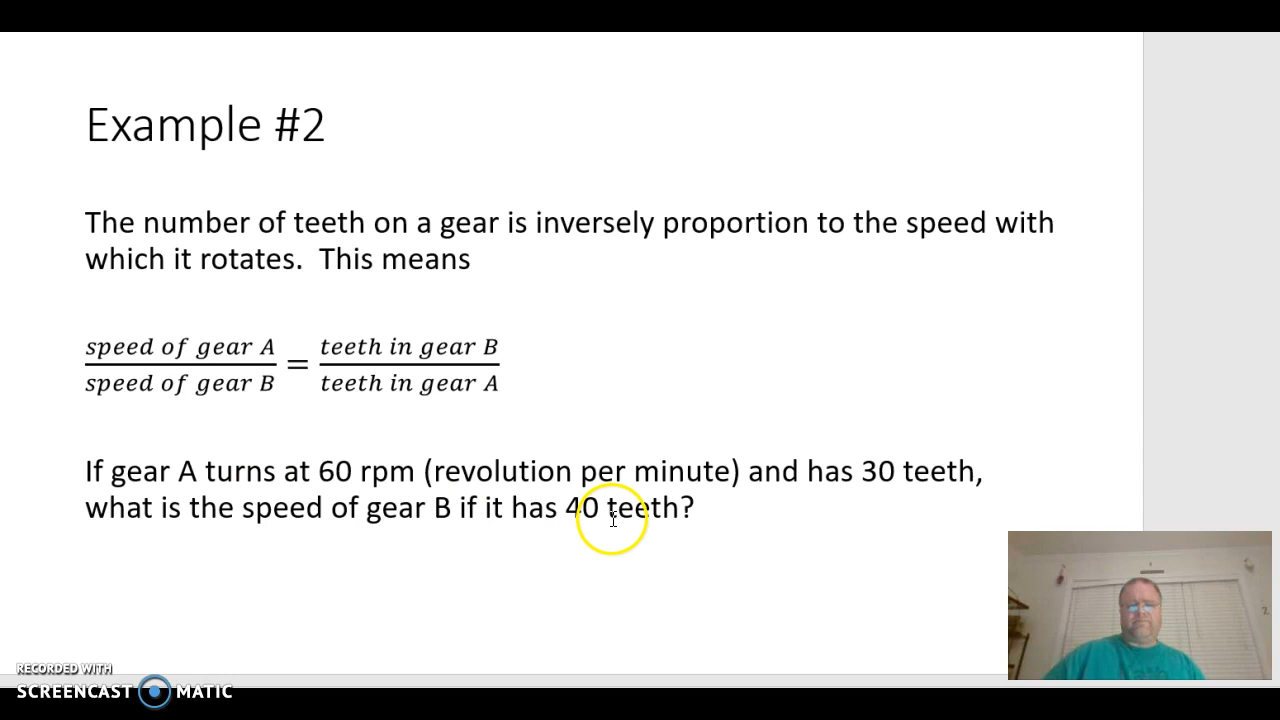 Example #2
The number of teeth on a gear is inversely proportion to the speed with
which it rotates.  This means
speed of gear A / speed of gear B = teeth in gear B / teeth in gear A
If gear A turns at 60 rpm (revolution per minute) and has 30 teeth,
what is the speed of gear B if it has 40 teeth?
RECORDED WITH
SCREENCAST MATIC